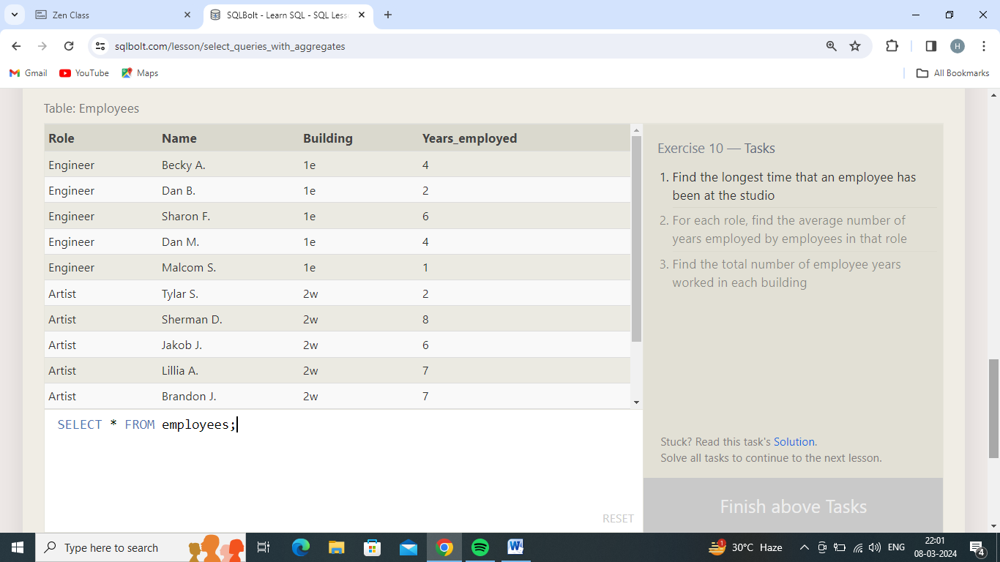 Zen Class
SQLBolt - Learn SQL - SQL Less
sqlbolt.com/lesson/select_queries_with_aggregates
H
Gmail YouTube Maps All Bookmarks
Table: Employees
Role Name Building Years_employed
Engineer Becky A. 1e 4
Engineer Dan B. 1e 2
Engineer Sharon F. 1e 6
Engineer Dan M. 1e 4
Engineer Malcom S. 1e 1
Artist Tylar S. 2w 2
Artist Sherman D. 2w 8
Artist Jakob J. 2w 6
Artist Lillia A. 2w 7
Artist Brandon J. 2w 7
SELECT * FROM employees;
RESET
Exercise 10 — Tasks
1. Find the longest time that an employee has
been at the studio
2. For each role, find the average number of
years employed by employees in that role
3. Find the total number of employee years
worked in each building
Stuck? Read this task's Solution.
Solve all tasks to continue to the next lesson.
Finish above Tasks
Type here to search
W
1
30°C Haze
ENG
22:01
08-03-2024
4